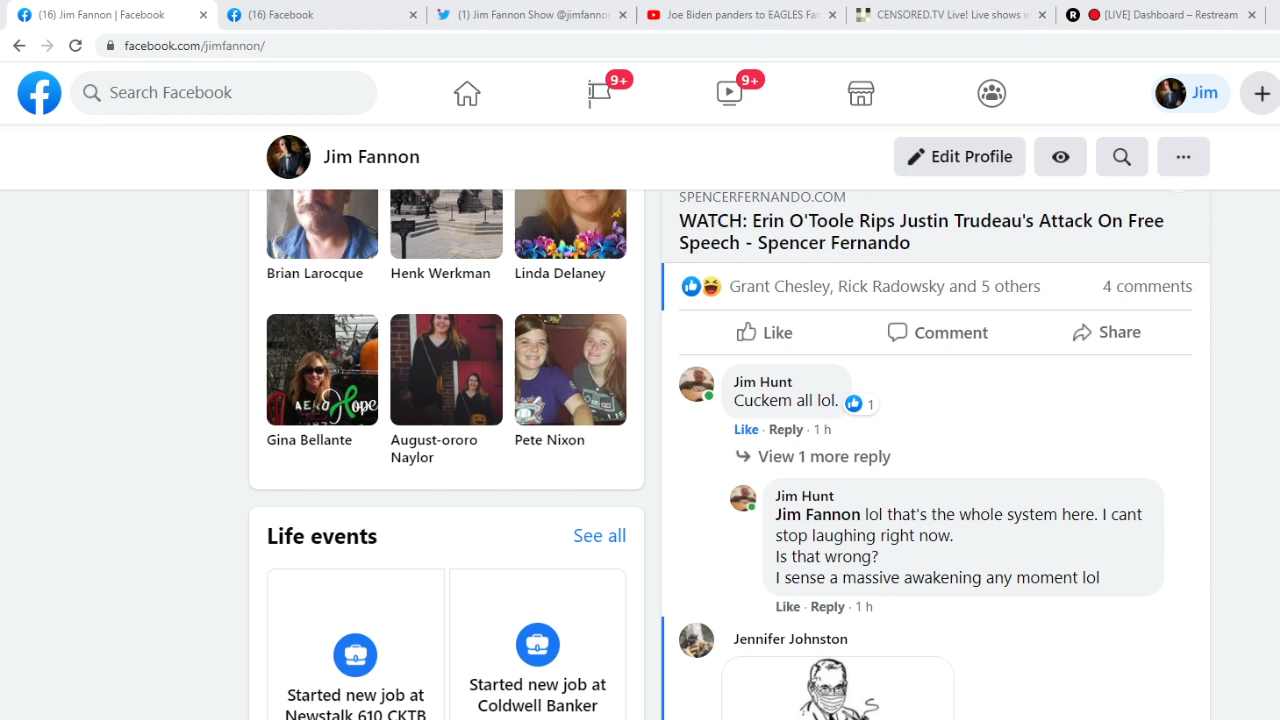 (16) Jim Fannon | Facebook
(16) Facebook
(1) Jim Fannon Show @jimfannon
Joe Biden panders to EAGLES Fan
CENSORED.TV Live! Live shows w
[LIVE] Dashboard – Restream
facebook.com/jimfannon/
Search Facebook
9+
9+
Jim
Jim Fannon
Edit Profile
Brian Larocque
Henk Werkman
Linda Delaney
AERO
Hope
Gina Bellante
August-ororo
Naylor
Pete Nixon
Life events
See all
Started new job at
Newstalk 610 CKTB
Started new job at
Coldwell Banker
SPENCERFERNANDO.COM
WATCH: Erin O'Toole Rips Justin Trudeau's Attack On Free
Speech - Spencer Fernando
Grant Chesley, Rick Radowsky and 5 others
4 comments
Like
Comment
Share
Jim Hunt
Cuckem all lol.
1
Like · Reply · 1 h
View 1 more reply
Jim Hunt
Jim Fannon lol that's the whole system here. I cant
stop laughing right now.
Is that wrong?
I sense a massive awakening any moment lol
Like · Reply · 1 h
Jennifer Johnston